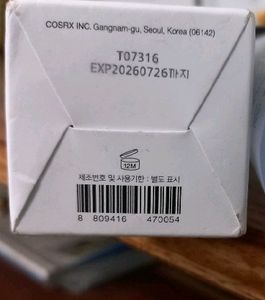 COSRX INC. Gangnam-gu, Seoul, Korea (06142)
T07316
EXP20260726까지
12M
제조번호 및 사용기한 : 별도 표시
8 809416 470054